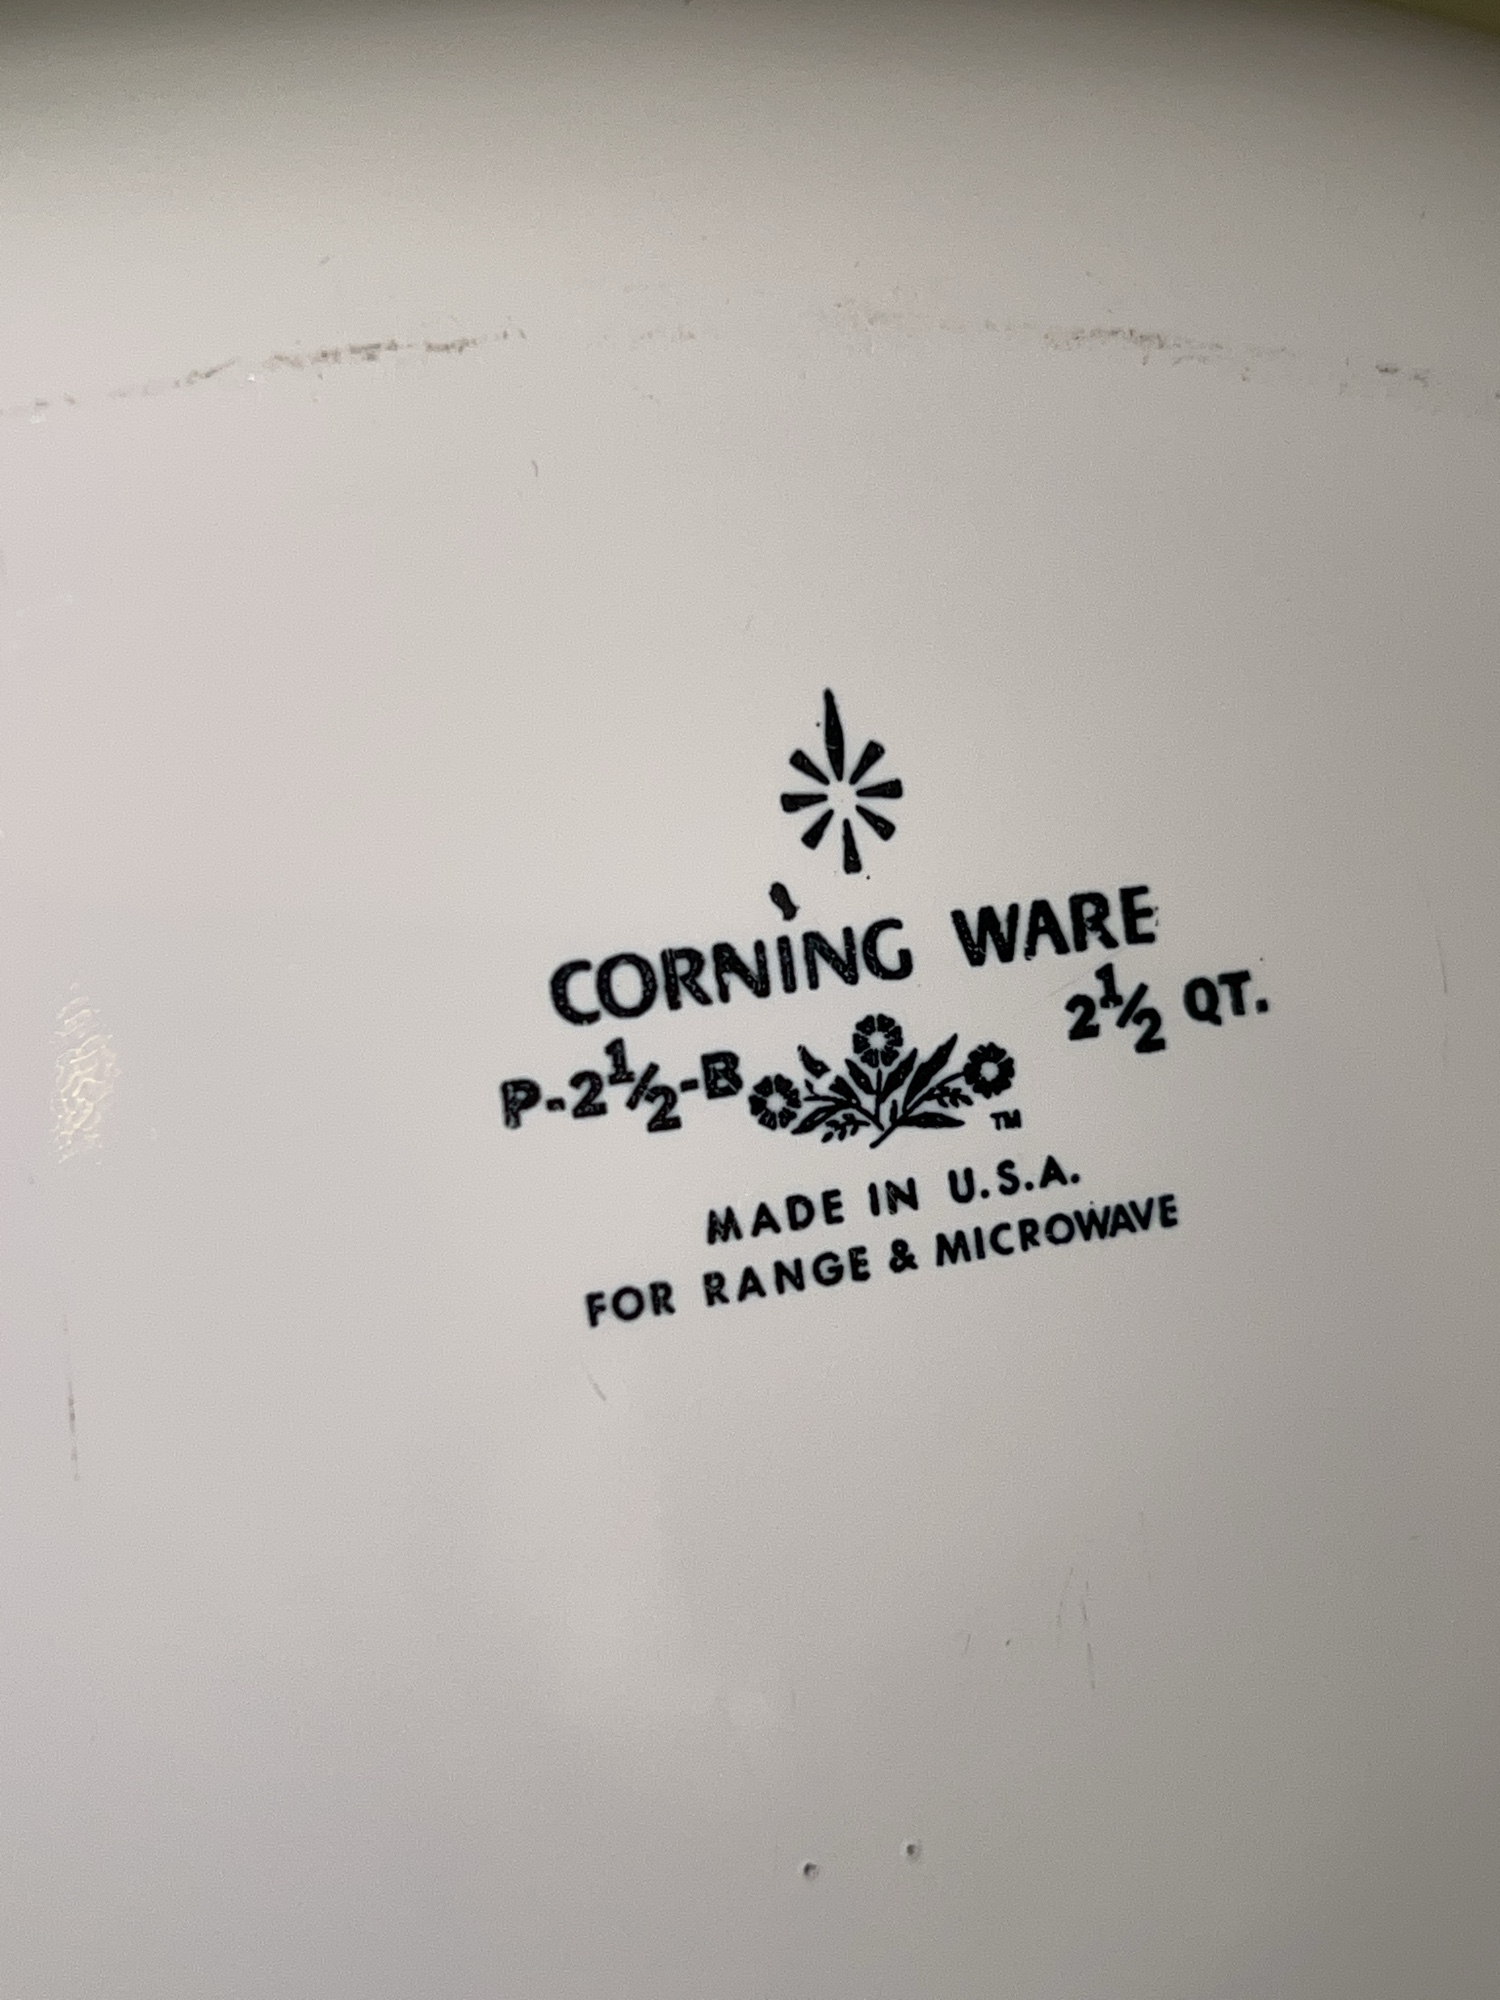 CORNING WARE
P-2½-B 2½ QT.
TM
MADE IN U.S.A.
FOR RANGE & MICROWAVE